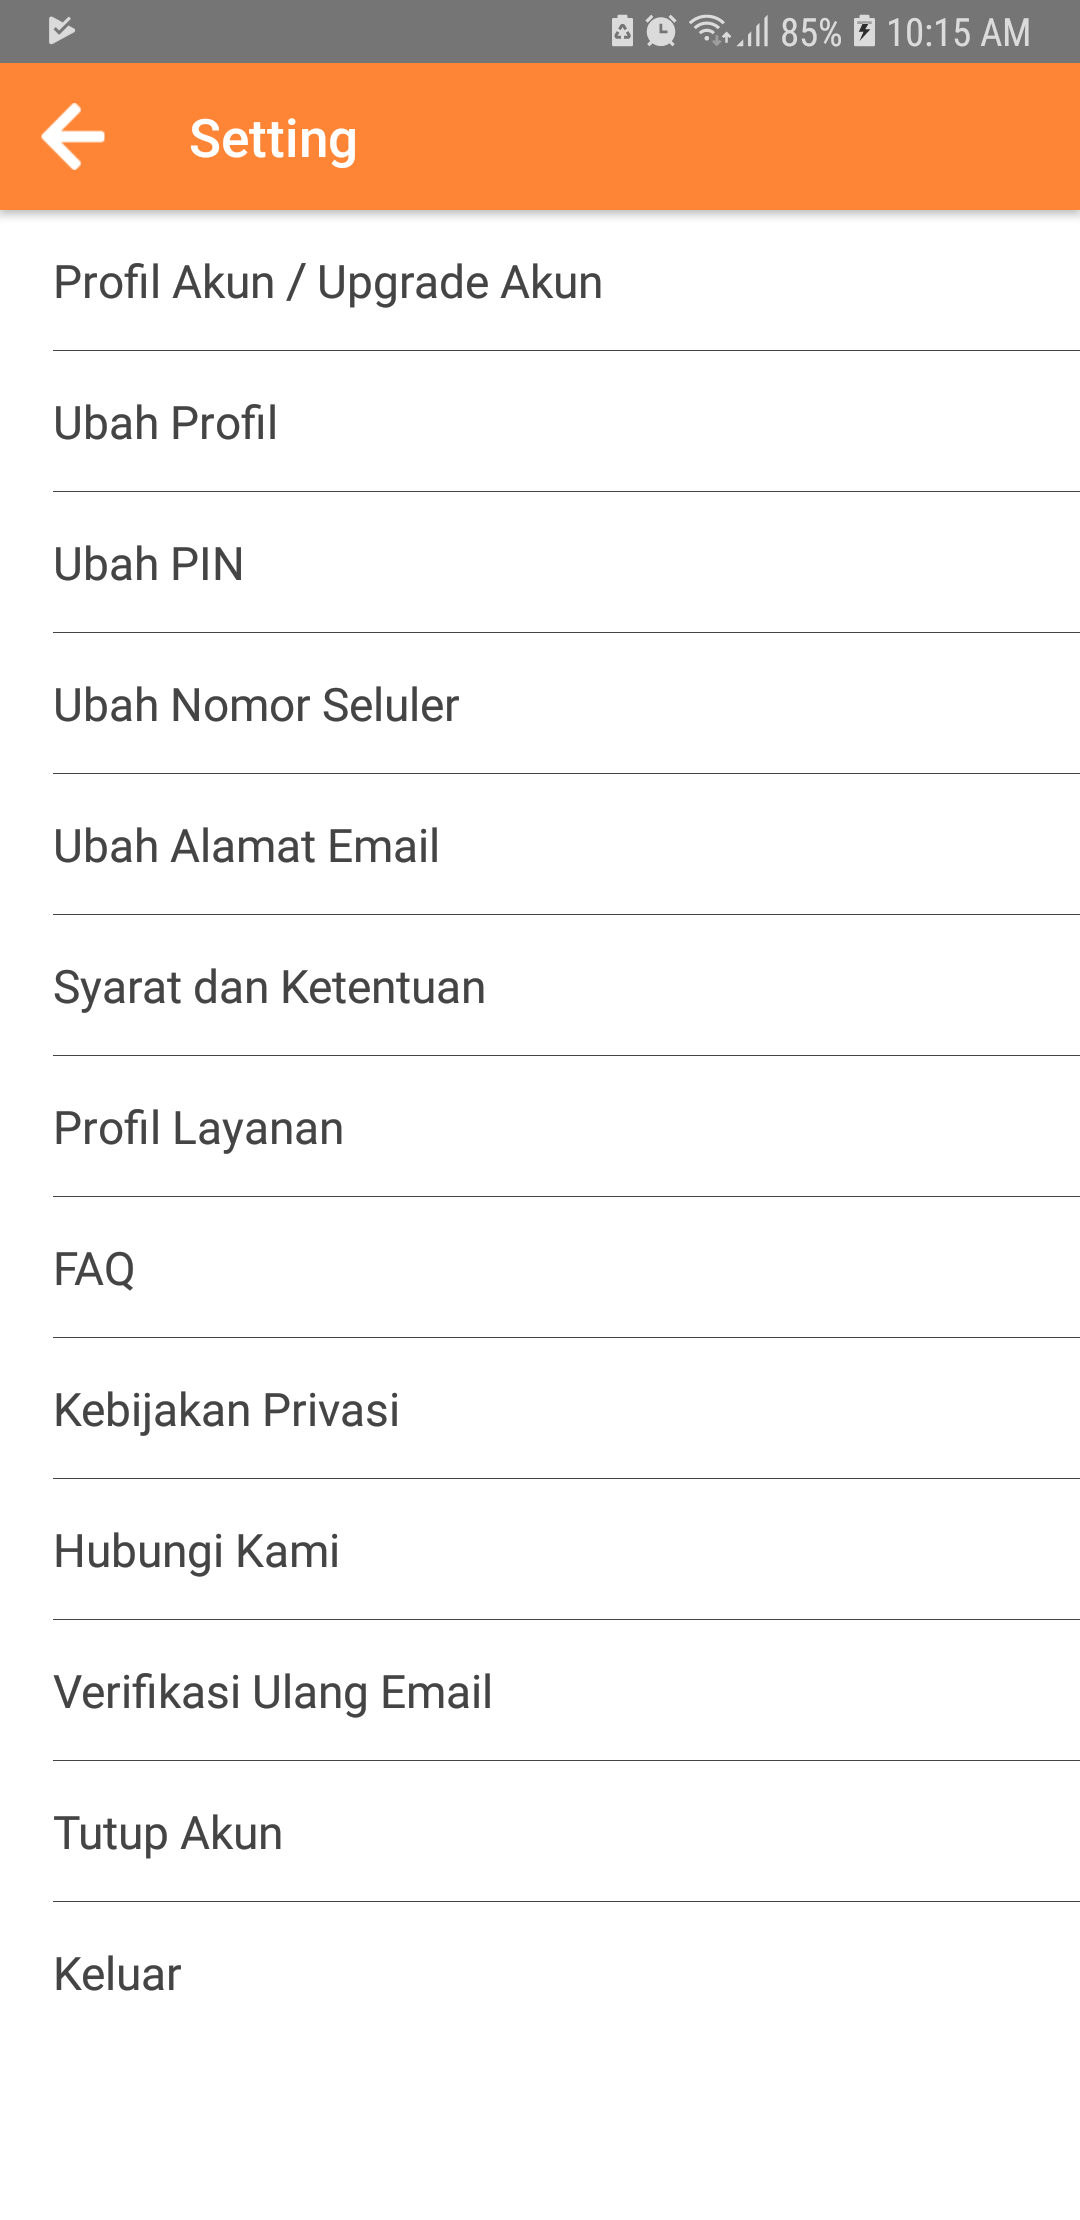 85% 10:15 AM
Setting
Profil Akun / Upgrade Akun
Ubah Profil
Ubah PIN
Ubah Nomor Seluler
Ubah Alamat Email
Syarat dan Ketentuan
Profil Layanan
FAQ
Kebijakan Privasi
Hubungi Kami
Verifikasi Ulang Email
Tutup Akun
Keluar